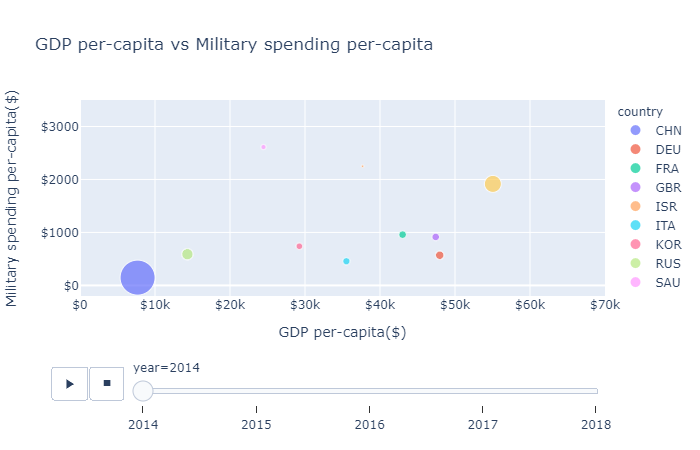 GDP per-capita vs Military spending per-capita
Military spending per-capita($)
$3000
$2000
$1000
$0
$0 $10k $20k $30k $40k $50k $60k $70k
GDP per-capita($)
country
CHN
DEU
FRA
GBR
ISR
ITA
KOR
RUS
SAU
year=2014
2014 2015 2016 2017 2018